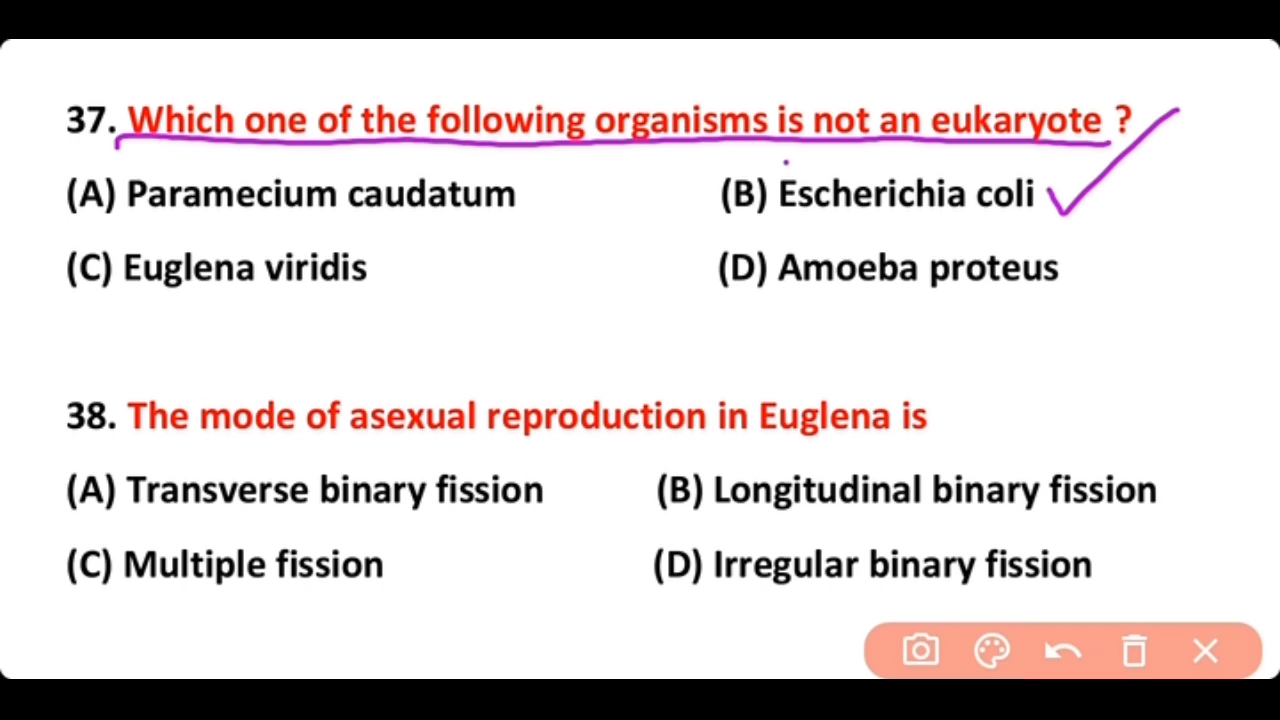 37. Which one of the following organisms is not an eukaryote ?
(A) Paramecium caudatum (B) Escherichia coli
(C) Euglena viridis (D) Amoeba proteus
38. The mode of asexual reproduction in Euglena is
(A) Transverse binary fission (B) Longitudinal binary fission
(C) Multiple fission (D) Irregular binary fission